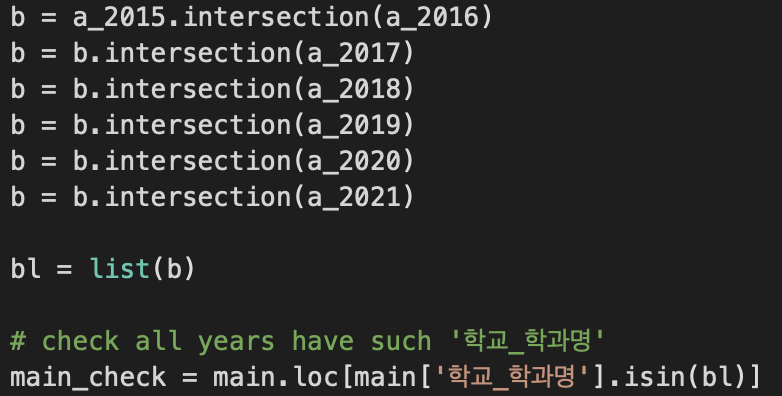 b = a_2015.intersection(a_2016)
b = b.intersection(a_2017)
b = b.intersection(a_2018)
b = b.intersection(a_2019)
b = b.intersection(a_2020)
b = b.intersection(a_2021)
bl = list(b)
# check all years have such '학교_학과명'
main_check = main.loc[main['학교_학과명'].isin(bl)]